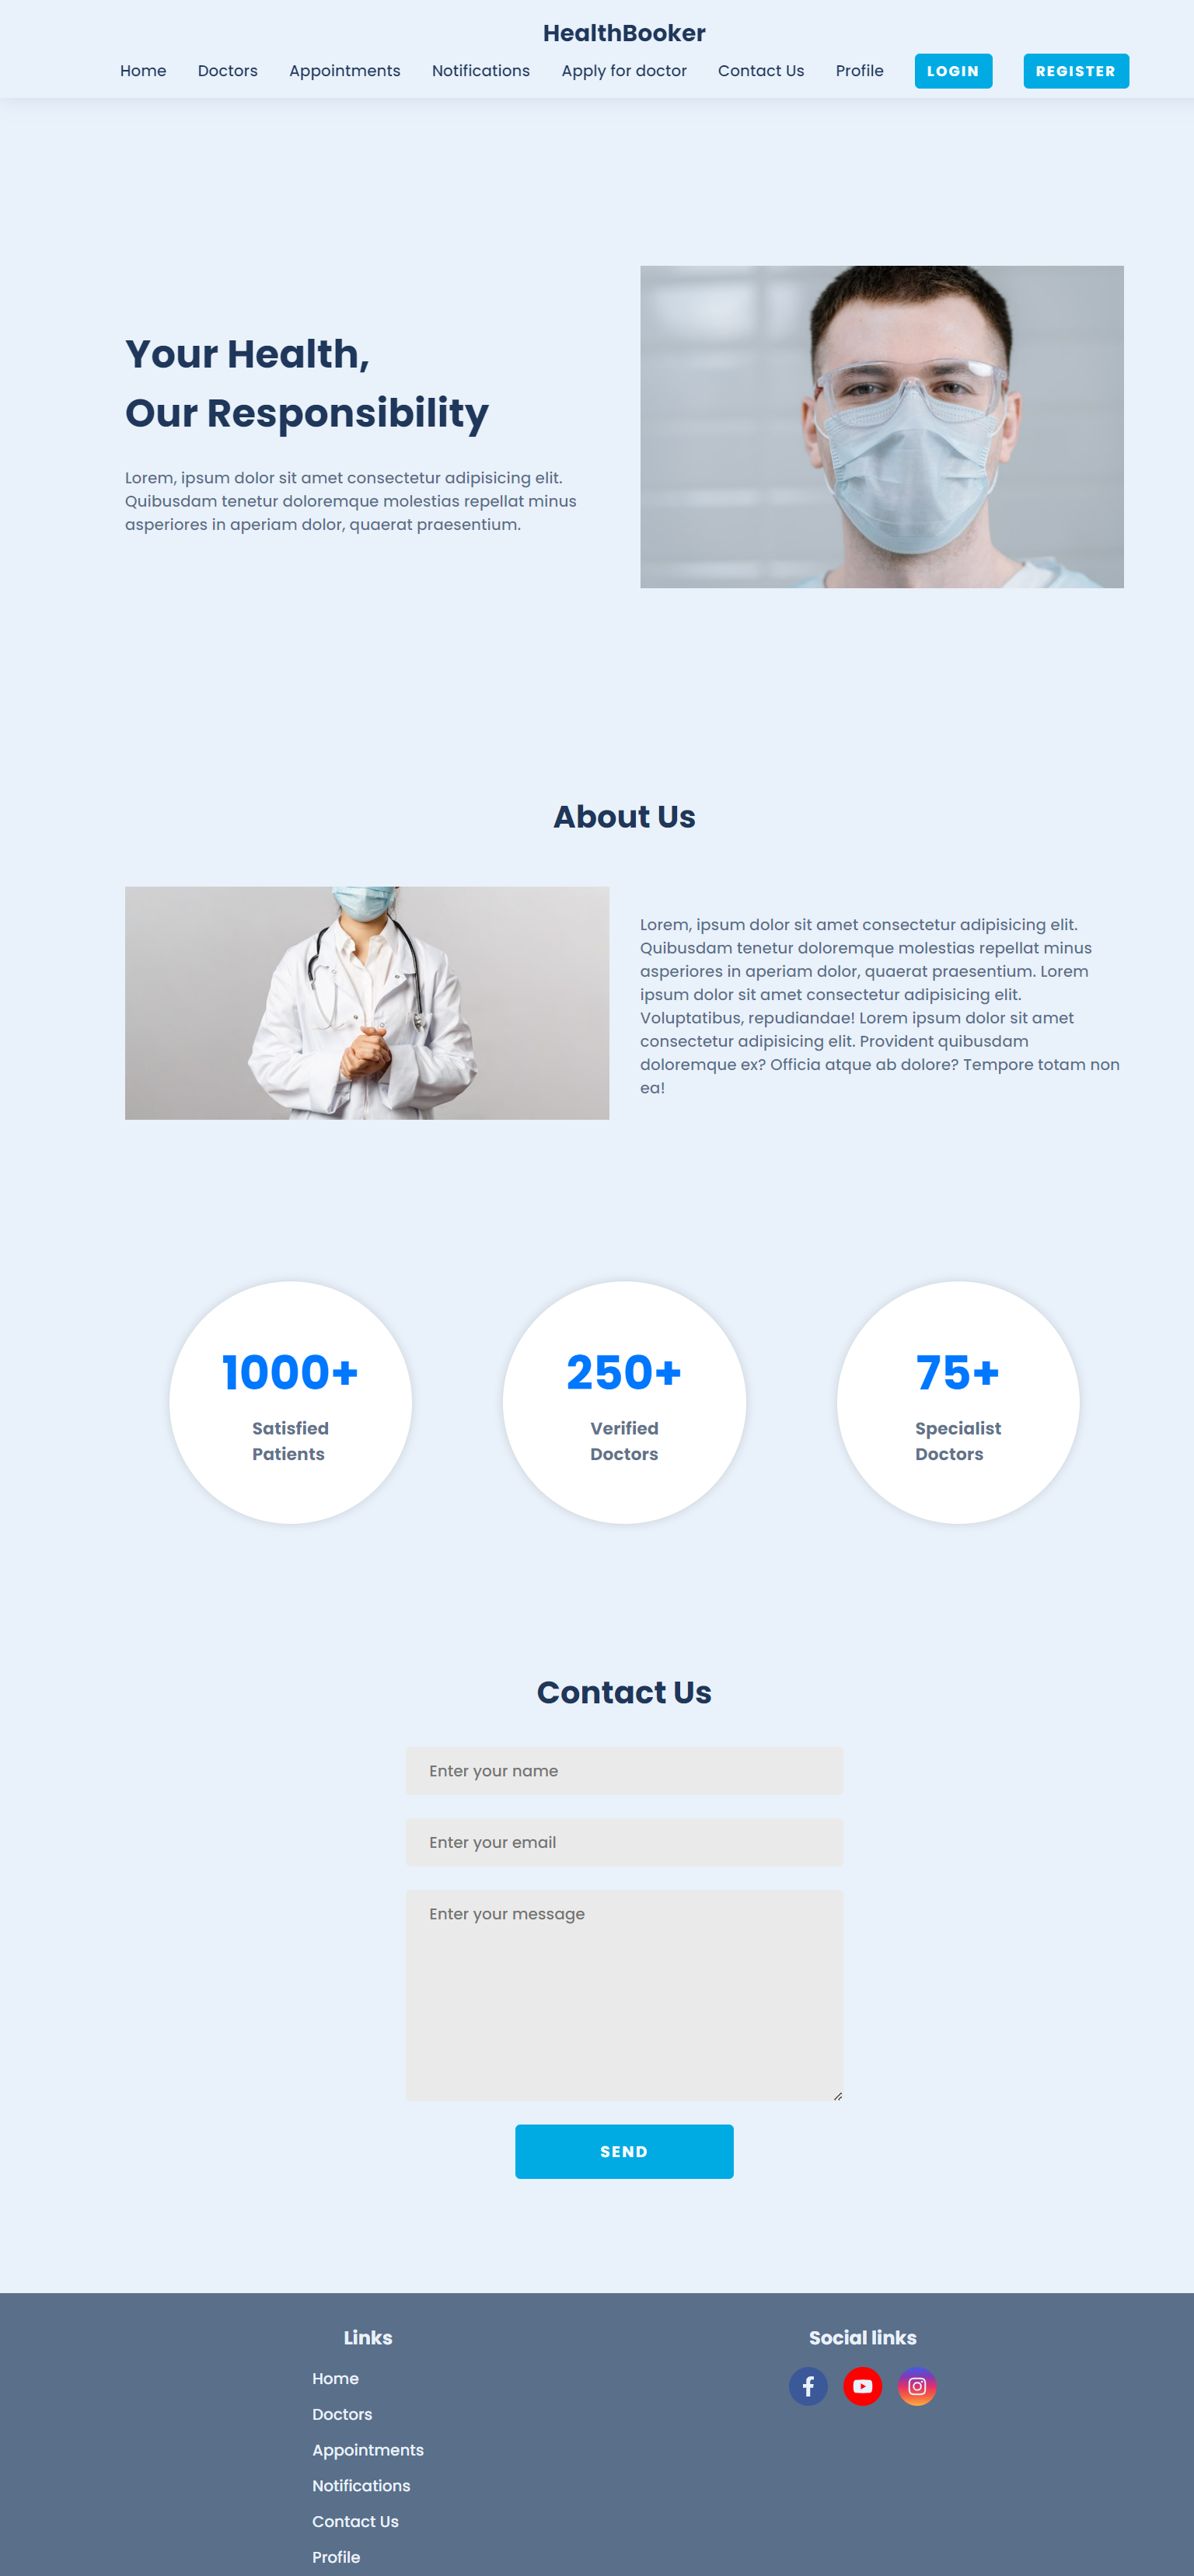 HealthBooker
Home Doctors Appointments Notifications Apply for doctor Contact Us Profile LOGIN REGISTER
Your Health,
Our Responsibility
Lorem, ipsum dolor sit amet consectetur adipisicing elit.
Quibusdam tenetur doloremque molestias repellat minus
asperiores in aperiam dolor, quaerat praesentium.
About Us
Lorem, ipsum dolor sit amet consectetur adipisicing elit.
Quibusdam tenetur doloremque molestias repellat minus
asperiores in aperiam dolor, quaerat praesentium. Lorem
ipsum dolor sit amet consectetur adipisicing elit.
Voluptatibus, repudiandae! Lorem ipsum dolor sit amet
consectetur adipisicing elit. Provident quibusdam
doloremque ex? Officia atque ab dolore? Tempore totam non
ea!
1000+
Satisfied
Patients
250+
Verified
Doctors
75+
Specialist
Doctors
Contact Us
Enter your name
Enter your email
Enter your message
SEND
Links
Home
Doctors
Appointments
Notifications
Contact Us
Profile
Social links